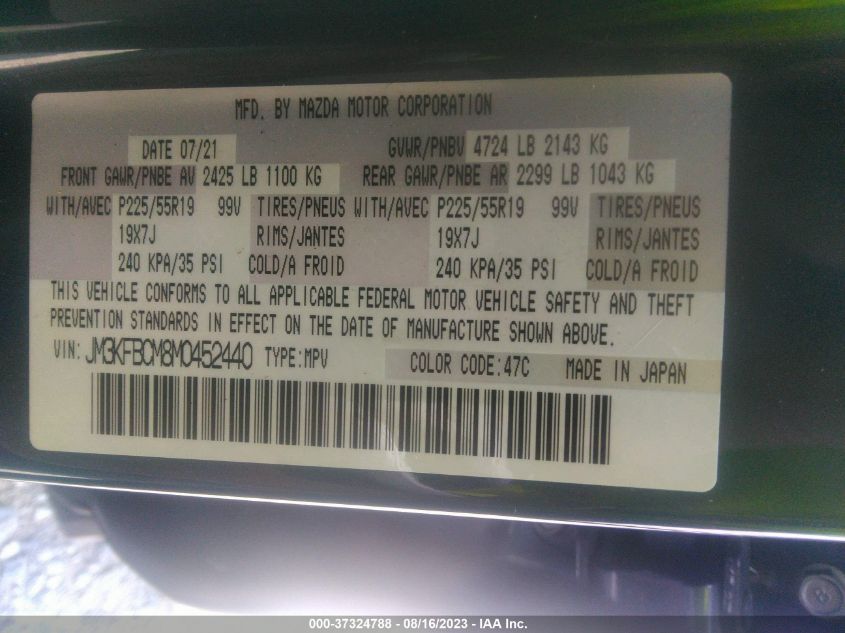 MFD. BY MAZDA MOTOR CORPORATION
DATE 07/21 GVWR/PNBV 4724 LB 2143 KG
FRONT GAWR/PNBE AV 2425 LB 1100 KG REAR GAWR/PNBE AR 2299 LB 1043 KG
WITH/AVEC P225/55R19 99V TIRES/PNEUS WITH/AVEC P225/55R19 99V TIRES/PNEUS
19X7J RIMS/JANTES 19X7J RIMS/JANTES
240 KPA/35 PSI COLD/A FROID 240 KPA/35 PSI COLD/A FROID
THIS VEHICLE CONFORMS TO ALL APPLICABLE FEDERAL MOTOR VEHICLE SAFETY AND THEFT
PREVENTION STANDARDS IN EFFECT ON THE DATE OF MANUFACTURE SHOWN ABOVE.
VIN: JM3KFBCM8M0452440 TYPE:MPV COLOR CODE:47C MADE IN JAPAN
000-37324788 - 08/16/2023 - IAA Inc.